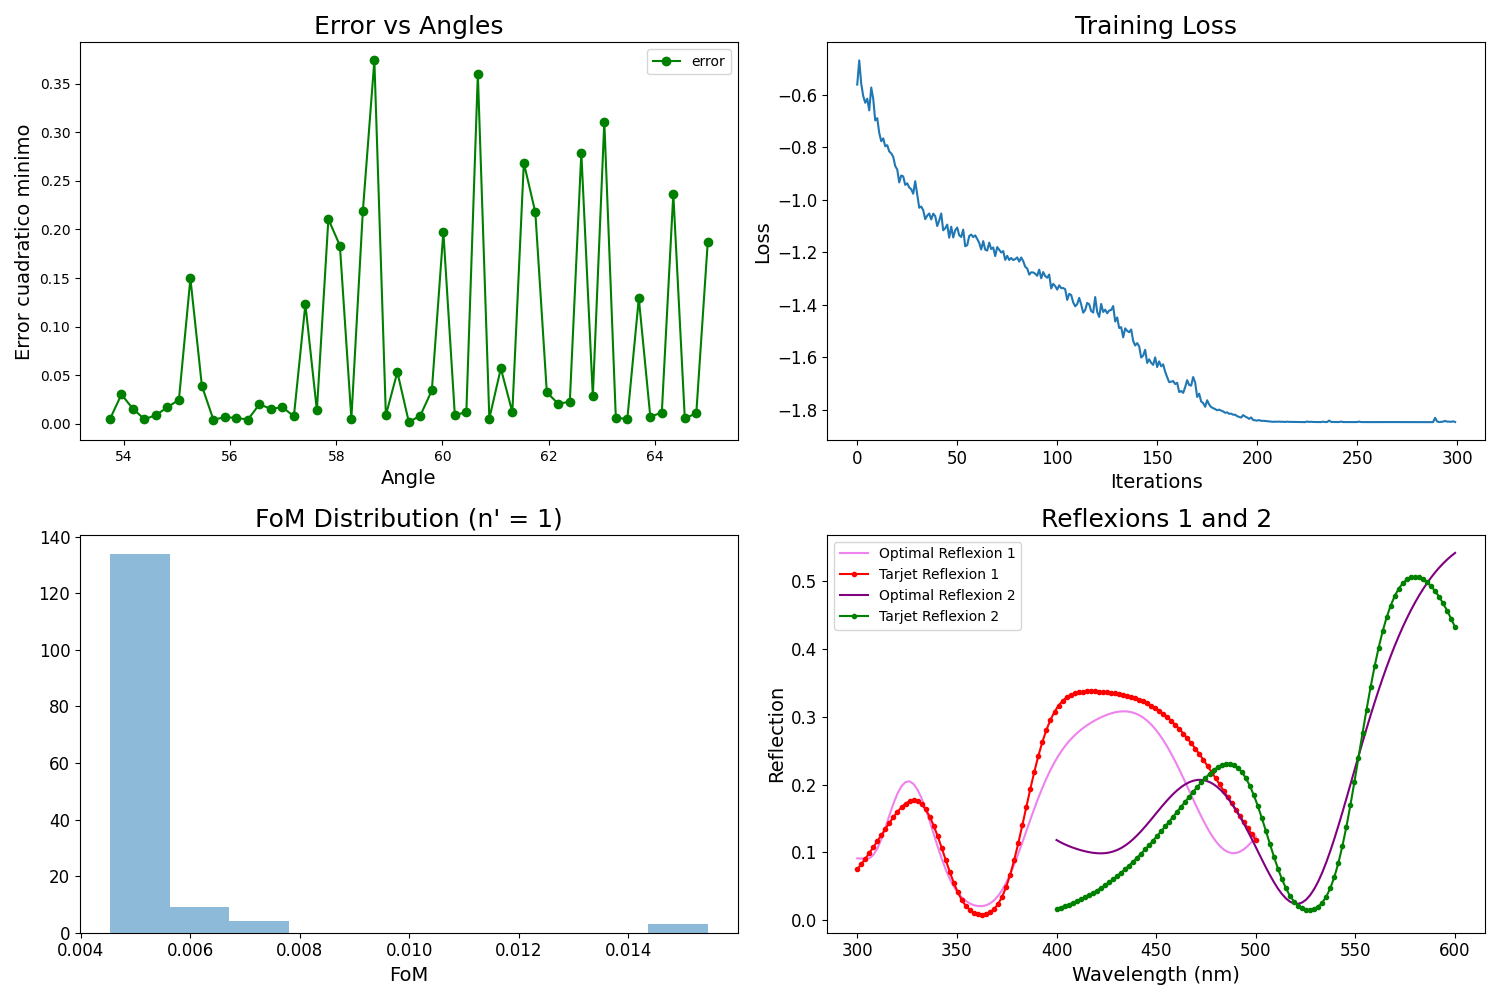 Error vs Angles
error
Error cuadratico minimo
0.35
0.30
0.25
0.20
0.15
0.10
0.05
0.00
54 56 58 60 62 64
Angle
Training Loss
Loss
−0.6
−0.8
−1.0
−1.2
−1.4
−1.6
−1.8
0 50 100 150 200 250 300
Iterations
FoM Distribution (n' = 1)
140
120
100
80
60
40
20
0
0.004 0.006 0.008 0.010 0.012 0.014
FoM
Reflexions 1 and 2
Optimal Reflexion 1
Tarjet Reflexion 1
Optimal Reflexion 2
Tarjet Reflexion 2
Reflection
0.5
0.4
0.3
0.2
0.1
0.0
300 350 400 450 500 550 600
Wavelength (nm)